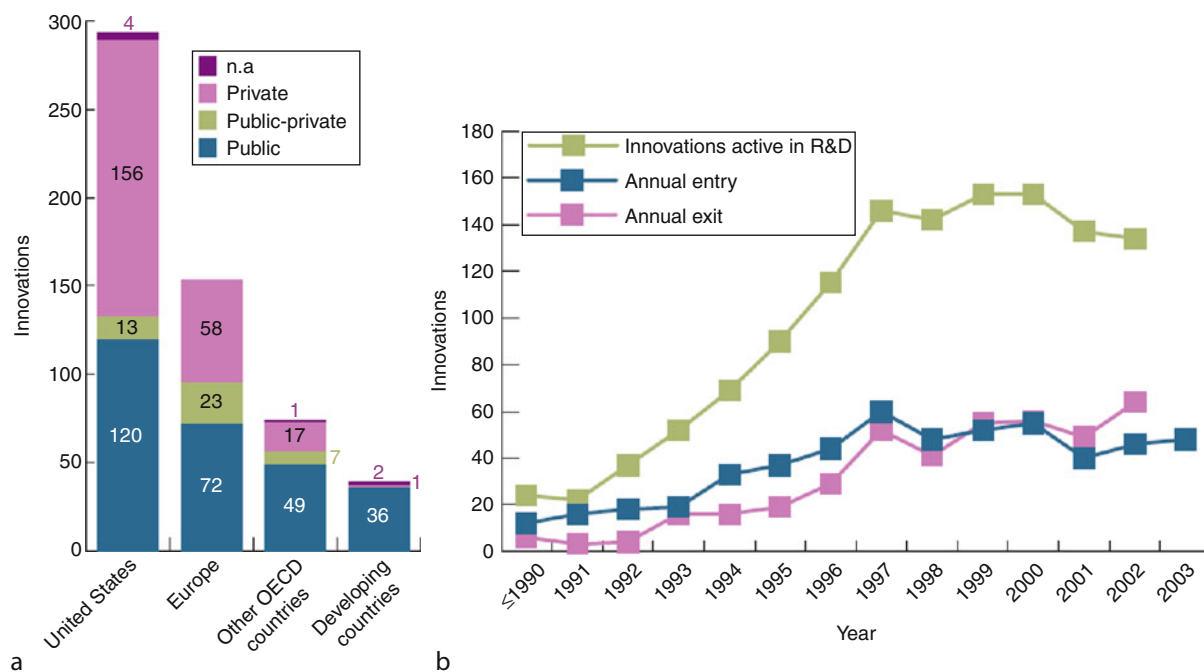 300
250
200
150
100
50
0
Innovations
4
156
13
120
58
23
72
1
17
7
49
2
1
36
n.a
Private
Public-private
Public
United States
Europe
Other OECD
countries
Developing
countries
a
180
160
140
120
100
80
60
40
20
0
Innovations
Innovations active in R&D
Annual entry
Annual exit
≤1990
1991
1992
1993
1994
1995
1996
1997
1998
1999
2000
2001
2002
2003
Year
b